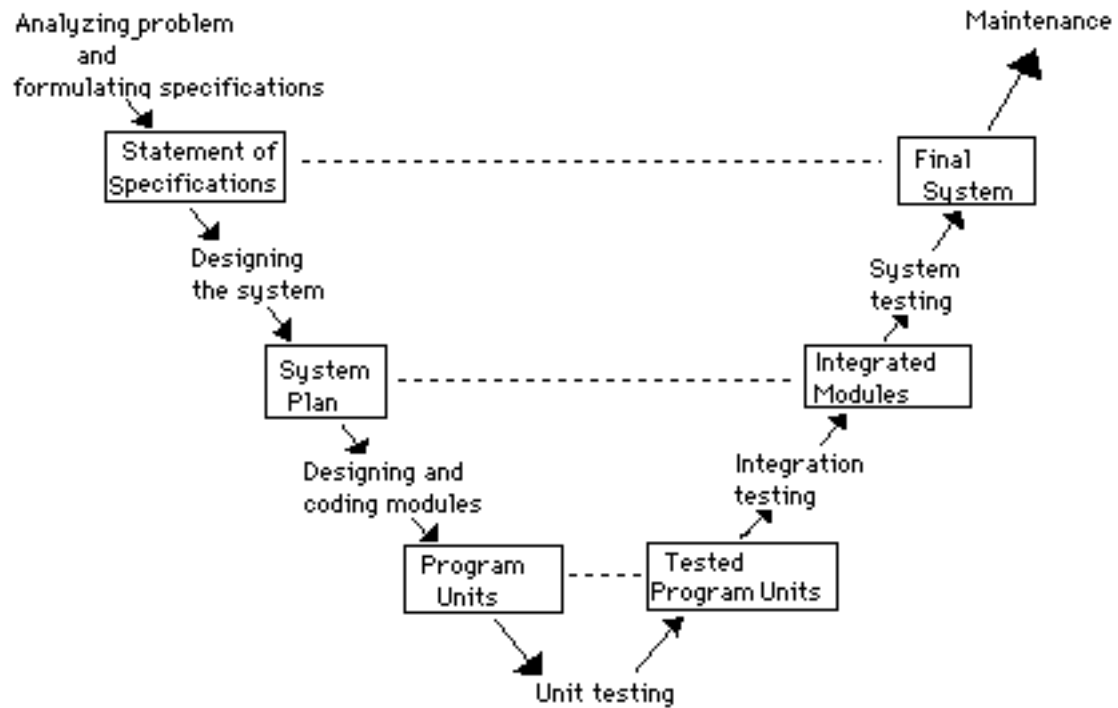 Analyzing problem
and
formulating specifications
Statement of
Specifications
Designing
the system
System
Plan
Designing and
coding modules
Program
Units
Unit testing
Tested
Program Units
Integration
testing
Integrated
Modules
System
testing
Final
System
Maintenance